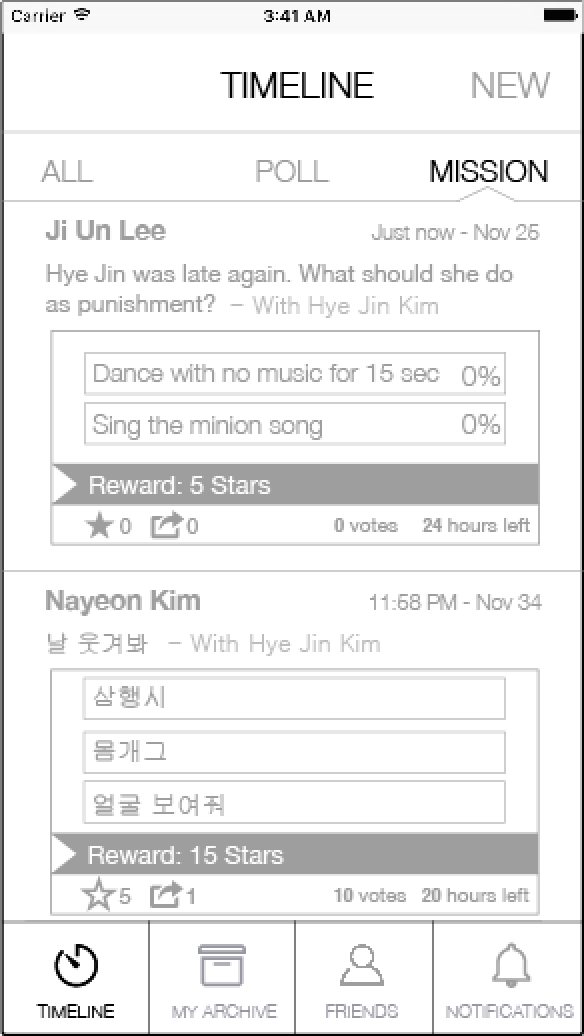 Carrier 3:41 AM
TIMELINE NEW
ALL POLL MISSION
Ji Un Lee Just now - Nov 25
Hye Jin was late again. What should she do
as punishment? – With Hye Jin Kim
Dance with no music for 15 sec 0%
Sing the minion song 0%
Reward: 5 Stars
0 0 0 votes 24 hours left
Nayeon Kim 11:58 PM - Nov 34
날 웃겨봐 – With Hye Jin Kim
삼행시
몸개그
얼굴 보여줘
Reward: 15 Stars
5 1 10 votes 20 hours left
TIMELINE MY ARCHIVE FRIENDS NOTIFICATIONS